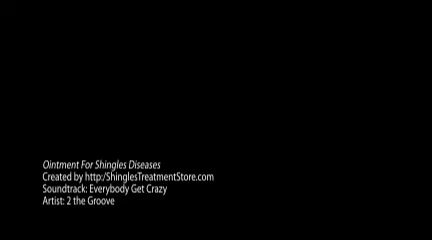 Ointment For Shingles Diseases
Created by http:/ShinglesTreatmentStore.com
Soundtrack: Everybody Get Crazy
Artist: 2 the Groove